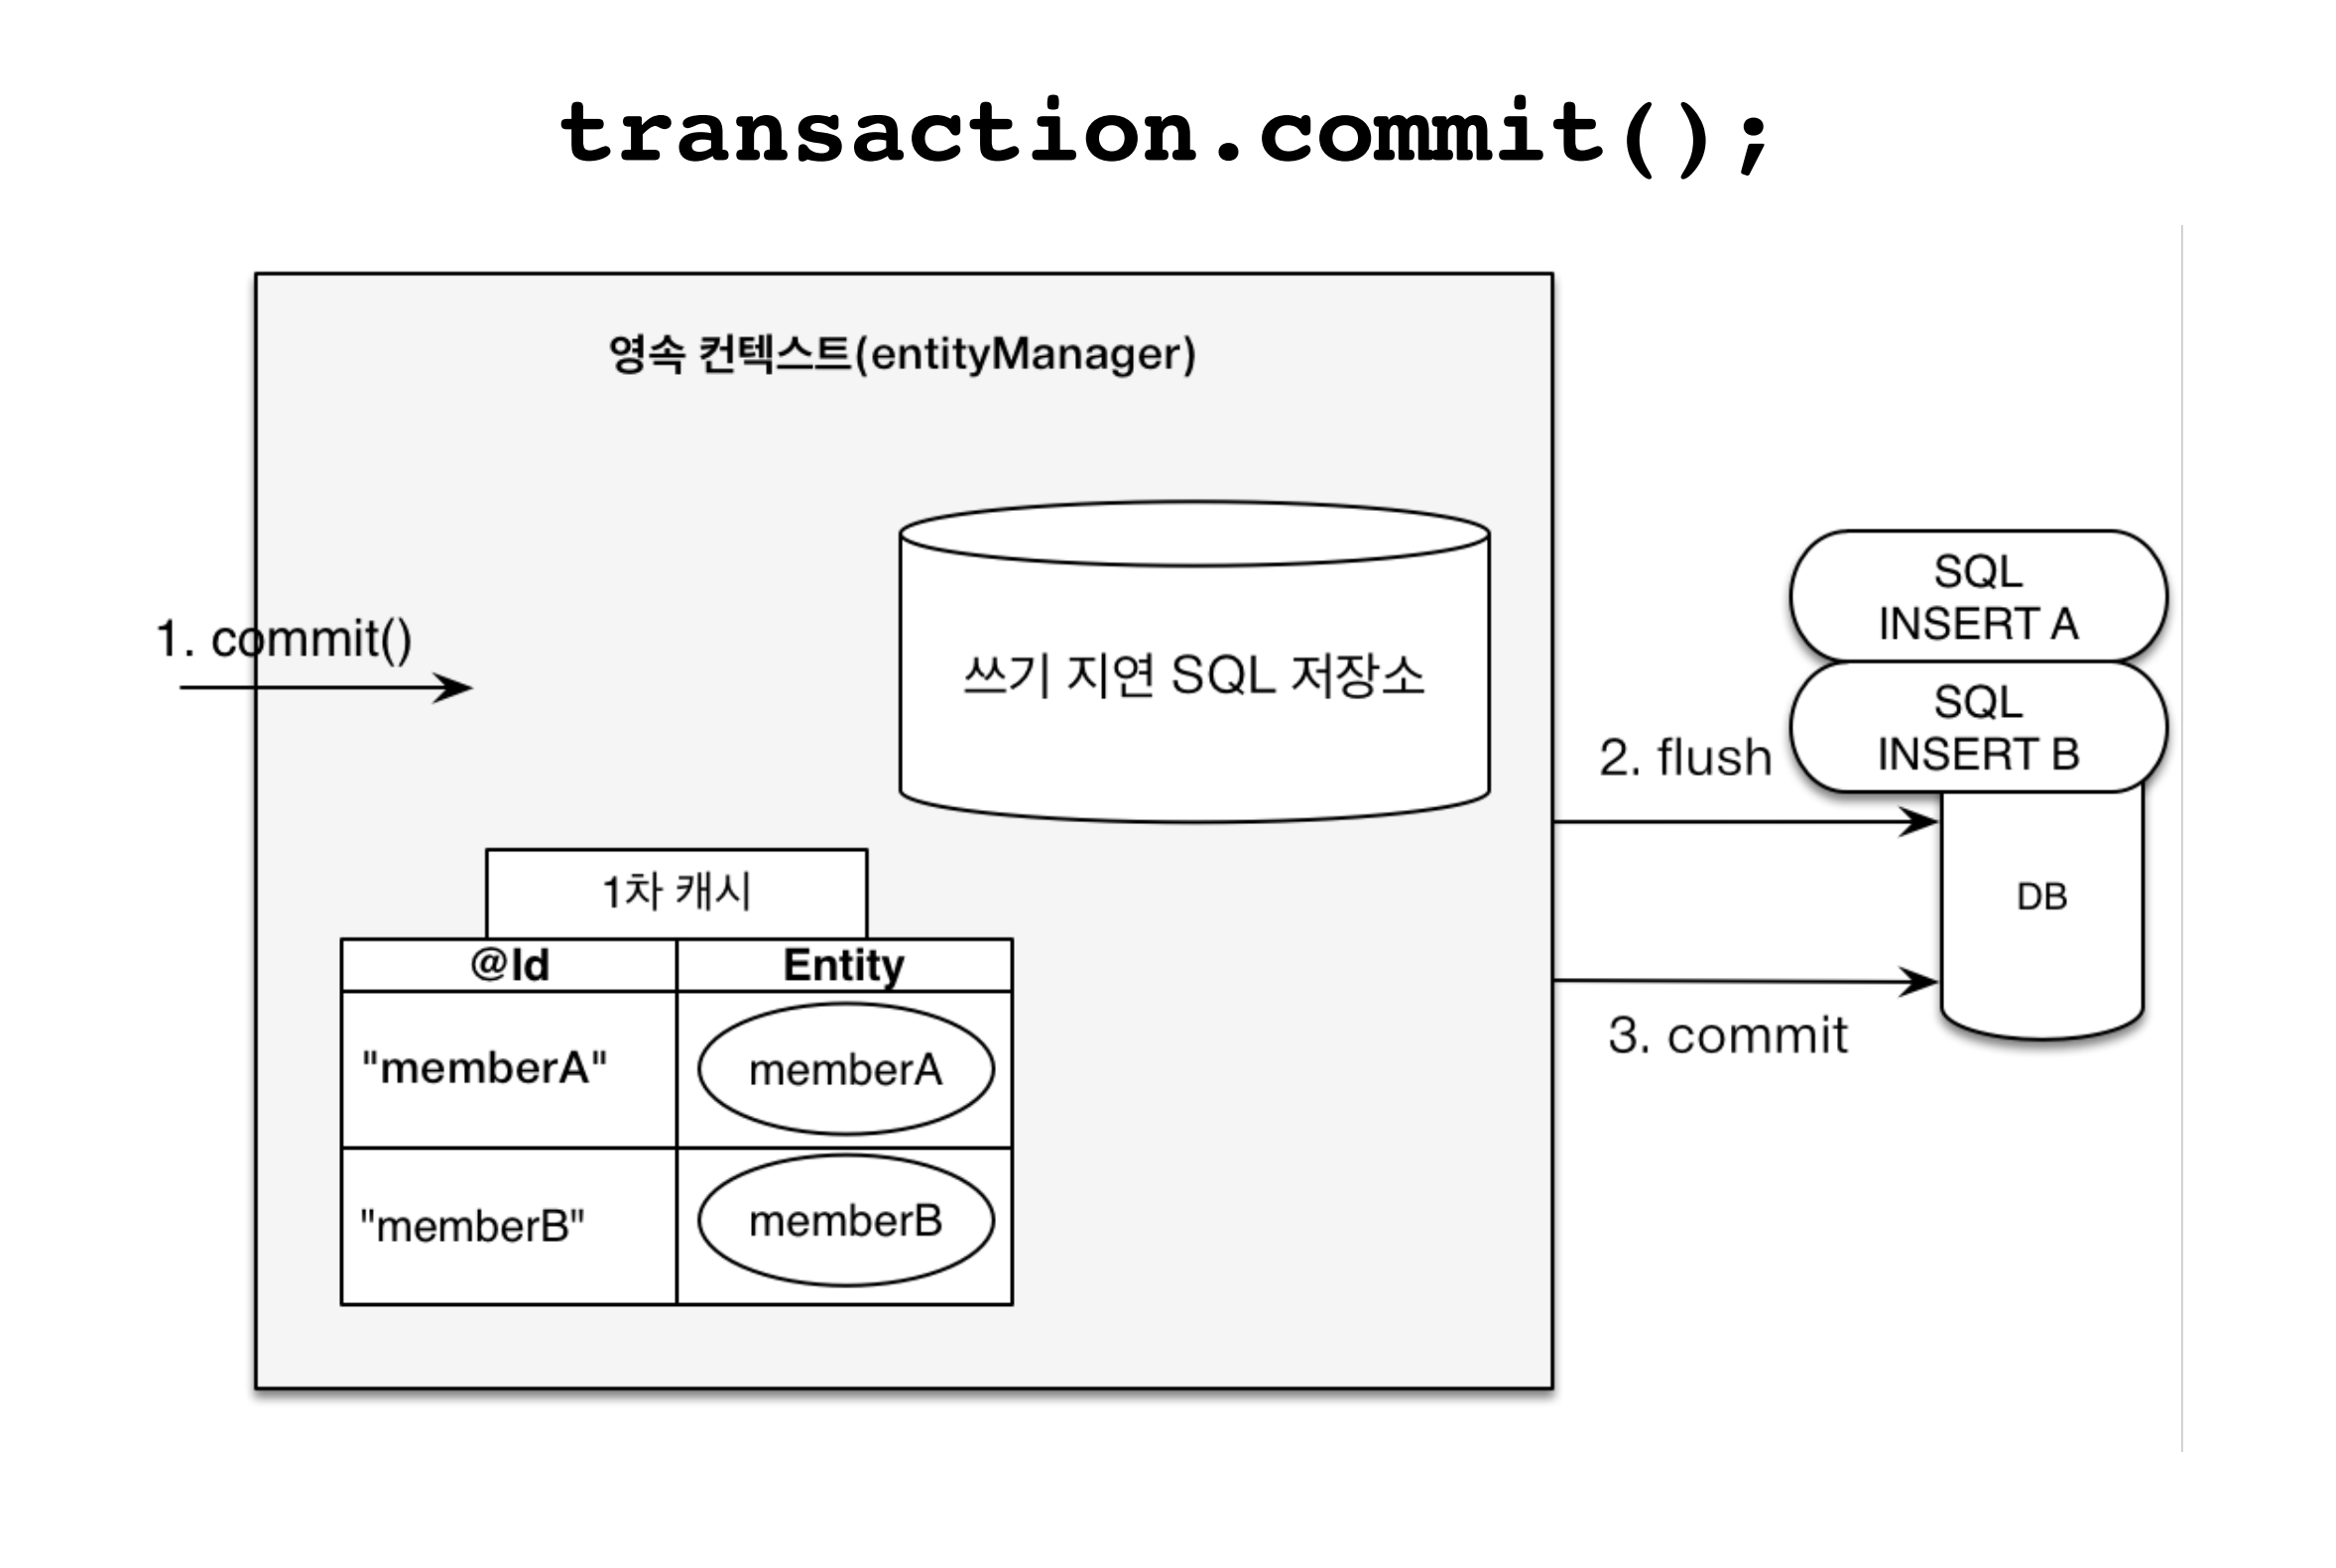 transaction.commit();
영속 컨텍스트(entityManager)
1. commit()
쓰기 지연 SQL 저장소
SQL
INSERT A
SQL
INSERT B
2. flush
DB
3. commit
1차 캐시
@Id Entity
"memberA" memberA
"memberB" memberB